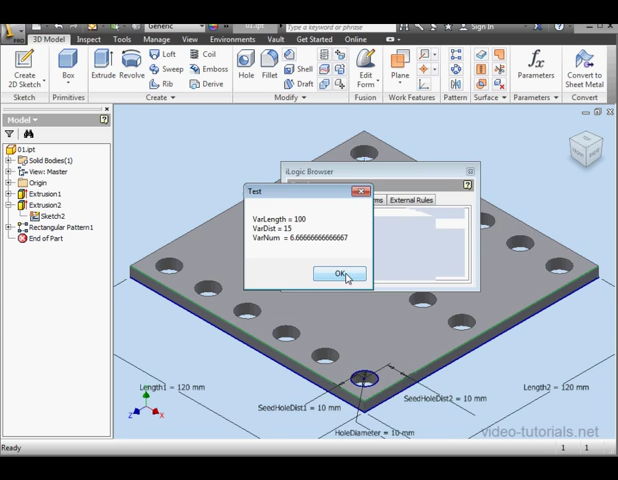 Generic
01.ipt
Type a keyword or phrase
Sign In
PRO
3D Model Inspect Tools Manage View Environments Vault Get Started Online
Create
2D Sketch
Sketch
Box
Primitives
Extrude Revolve
Loft
Sweep
Rib
Coil
Emboss
Derive
Create
Hole Fillet
Shell
Draft
Modify
Edit
Form
Fusion
Plane
Work Features
Pattern
Surface
Parameters
Parameters
Convert to
Sheet Metal
Convert
Model
01.ipt
Solid Bodies(1)
View: Master
Origin
Extrusion1
Extrusion2
Sketch2
Rectangular Pattern1
End of Part
iLogic Browser
External Rules
Test
VarLength = 100
VarDist = 15
VarNum = 6.66666666666667
OK
Length1 = 120 mm
SeedHoleDist1 = 10 mm
SeedHoleDist2 = 10 mm
Length2 = 120 mm
HoleDiameter = 10 mm
Z
X
video-tutorials.net
Ready
1 1